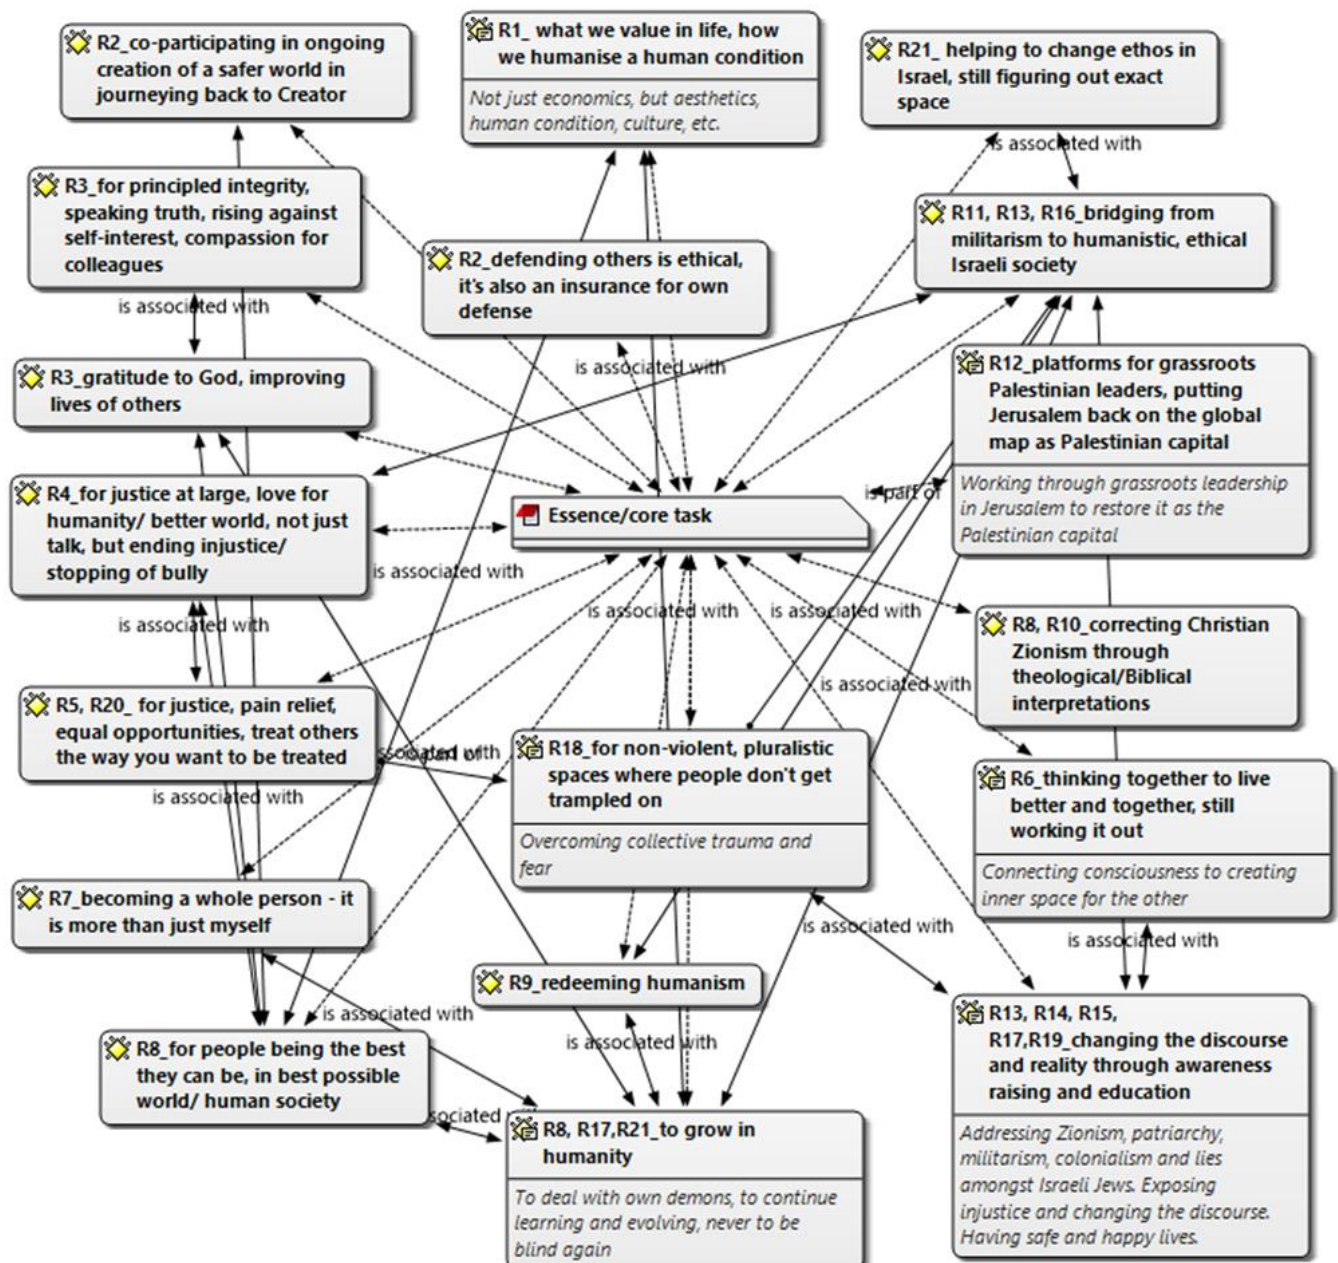 R2_co-participating in ongoing
creation of a safer world in
journeying back to Creator
R1_ what we value in life, how
we humanise a human condition
Not just economics, but aesthetics,
human condition, culture, etc.
R21_ helping to change ethos in
Israel, still figuring out exact
space
is associated with
R3_for principled integrity,
speaking truth, rising against
self-interest, compassion for
colleagues
R2_defending others is ethical,
it's also an insurance for own
defense
R11, R13, R16_bridging from
militarism to humanistic, ethical
Israeli society
is associated with
is associated with
R3_gratitude to God, improving
lives of others
R12_platforms for grassroots
Palestinian leaders, putting
Jerusalem back on the global
map as Palestinian capital
Working through grassroots leadership
in Jerusalem to restore it as the
Palestinian capital
R4_for justice at large, love for
humanity/ better world, not just
talk, but ending injustice/
stopping of bully
Essence/core task
is part of
is associated with
is associated with
is associated with
is associated with
R8, R10_correcting Christian
Zionism through
theological/Biblical
interpretations
is associated with
R5, R20_ for justice, pain relief,
equal opportunities, treat others
the way you want to be treated
associated with
is part of
is associated with
R18_for non-violent, pluralistic
spaces where people don't get
trampled on
Overcoming collective trauma and
fear
R6_thinking together to live
better and together, still
working it out
Connecting consciousness to creating
inner space for the other
R7_becoming a whole person - it
is more than just myself
is associated with
is associated with
R9_redeeming humanism
is associated with
is associated with
R8_for people being the best
they can be, in best possible
world/ human society
R13, R14, R15,
R17,R19_changing the discourse
and reality through awareness
raising and education
Addressing Zionism, patriarchy,
militarism, colonialism and lies
amongst Israeli Jews. Exposing
injustice and changing the discourse.
Having safe and happy lives.
R8, R17,R21_to grow in
humanity
To deal with own demons, to continue
learning and evolving, never to be
blind again